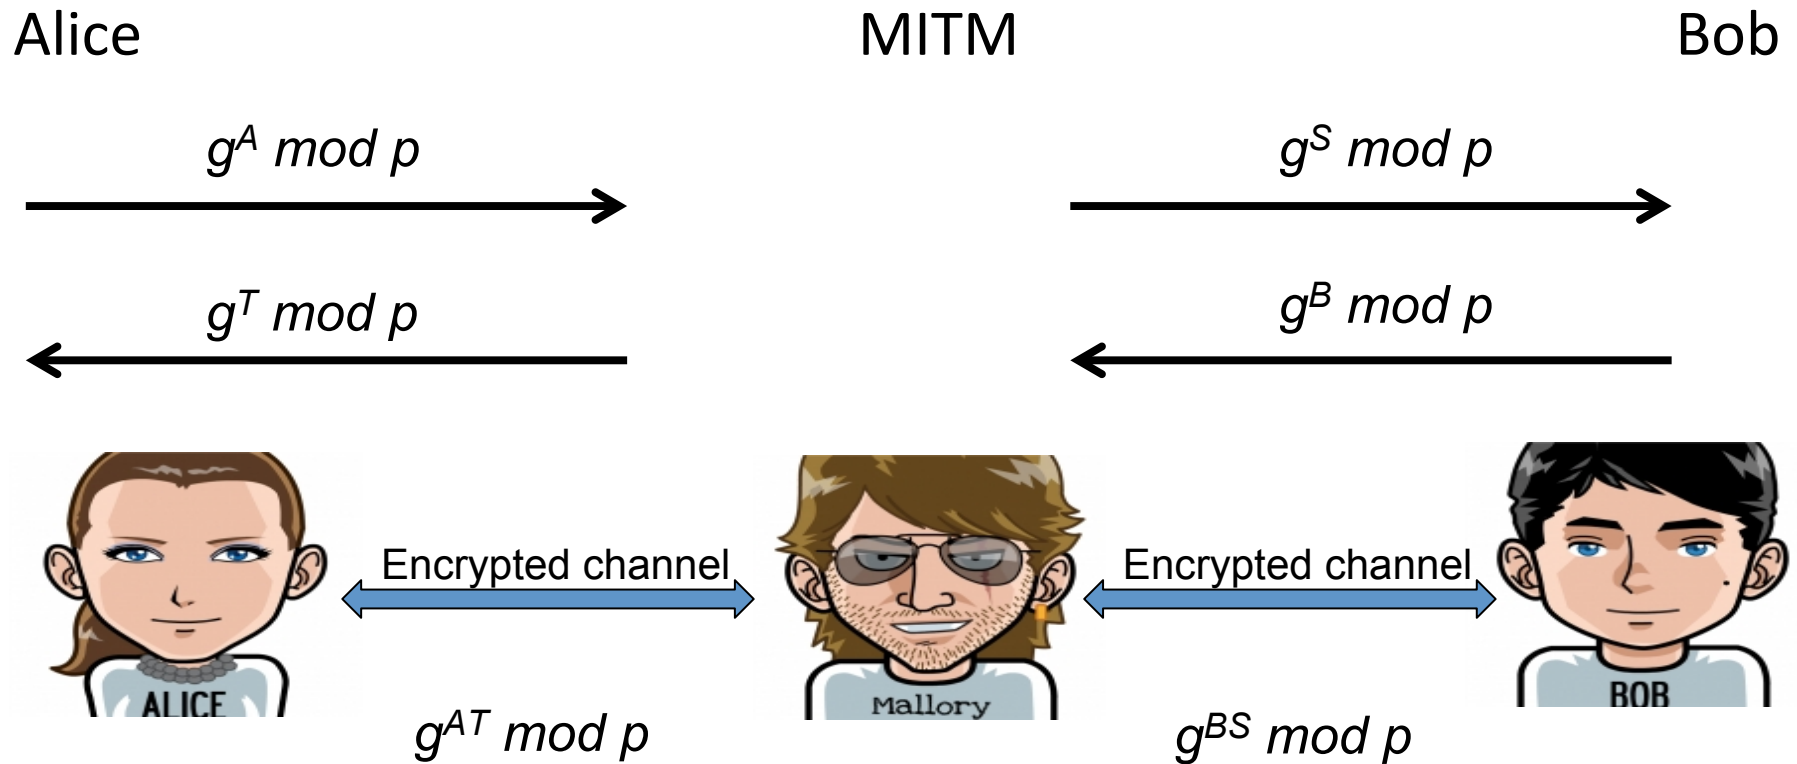 Alice MITM Bob
g^A mod p g^S mod p
g^T mod p g^B mod p
Encrypted channel Encrypted channel
ALICE Mallory BOB
g^AT mod p g^BS mod p